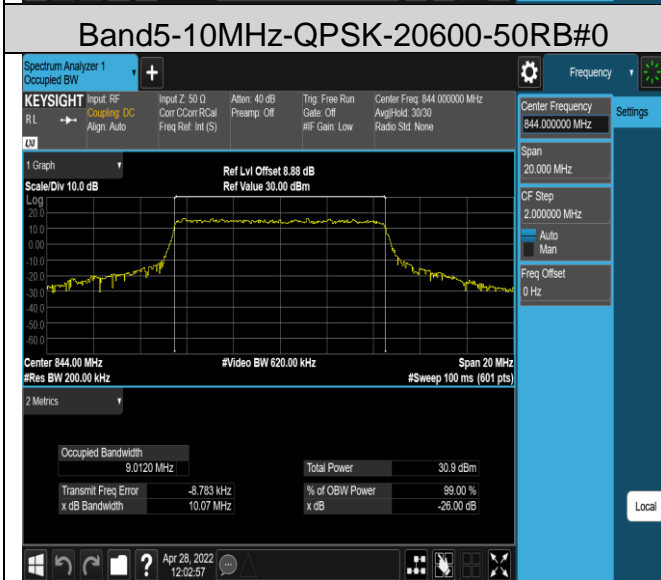 Band5-10MHz-QPSK-20600-50RB#0
Spectrum Analyzer 1
Occupied BW
+
Frequency
KEYSIGHT Input: RF Input Z: 50 Ω Atten: 40 dB Trig: Free Run Center Freq: 844.000000 MHz
RL Coupling: DC Corr CCorr RCal Preamp: Off Gate: Off Avg|Hold: 30/30
Align: Auto Freq Ref: Int (S) #IF Gain: Low Radio Std: None
LXI
Center Frequency
844.000000 MHz
Settings
Span
20.000 MHz
CF Step
2.000000 MHz
Auto
Man
Freq Offset
0 Hz
1 Graph
Ref Lvl Offset 8.88 dB
Scale/Div 10.0 dB Ref Value 30.00 dBm
Log
20.0
10.0
0.00
-10.0
-20.0
-30.0
-40.0
-50.0
-60.0
Center 844.00 MHz #Video BW 620.00 kHz Span 20 MHz
#Res BW 200.00 kHz #Sweep 100 ms (601 pts)
2 Metrics
Occupied Bandwidth
9.0120 MHz Total Power 30.9 dBm
Transmit Freq Error -8.783 kHz % of OBW Power 99.00 %
x dB Bandwidth 10.07 MHz x dB -26.00 dB
Local
? Apr 28, 2022
12:02:57